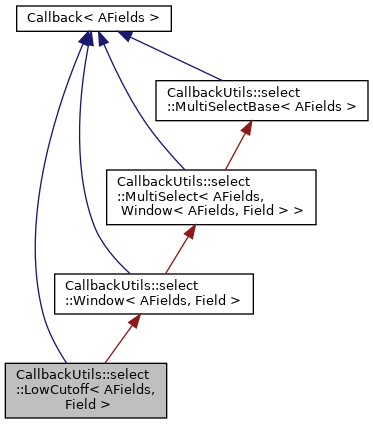 Callback< AFields >
CallbackUtils::select
::MultiSelectBase< AFields >
CallbackUtils::select
::MultiSelect< AFields,
Window< AFields, Field > >
CallbackUtils::select
::Window< AFields, Field >
CallbackUtils::select
::LowCutoff< AFields,
Field >